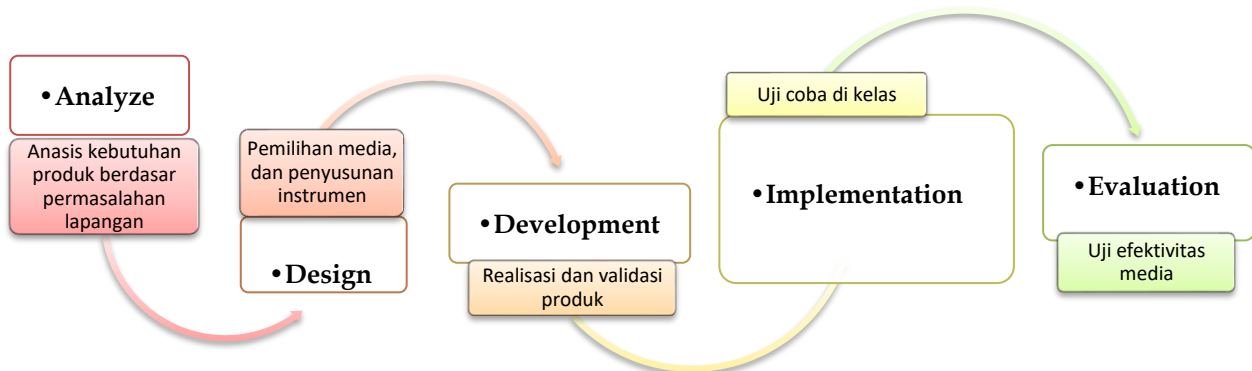 •Analyze
Anasis kebutuhan
produk berdasar
permasalahan
lapangan
Pemilihan media,
dan penyusunan
instrumen
•Design
•Development
Realisasi dan validasi
produk
Uji coba di kelas
•Implementation
•Evaluation
Uji efektivitas
media